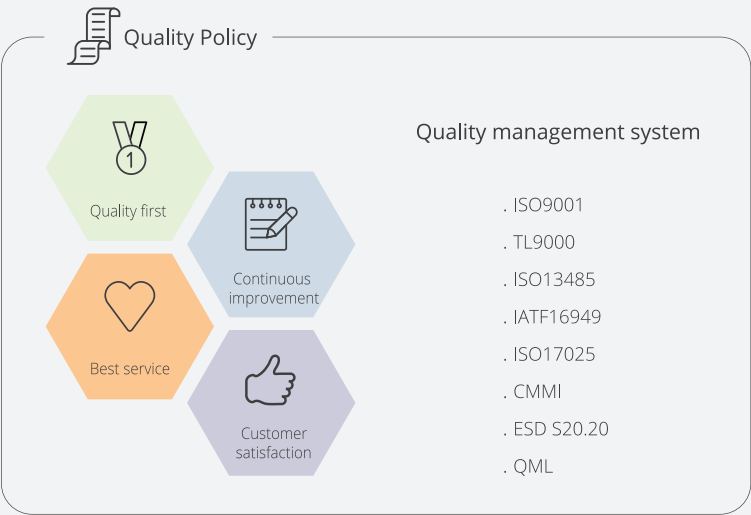 Quality Policy
1
Quality first
Continuous
improvement
Best service
Customer
satisfaction
Quality management system
. ISO9001
. TL9000
. ISO13485
. IATF16949
. ISO17025
. CMMI
. ESD S20.20
. QML